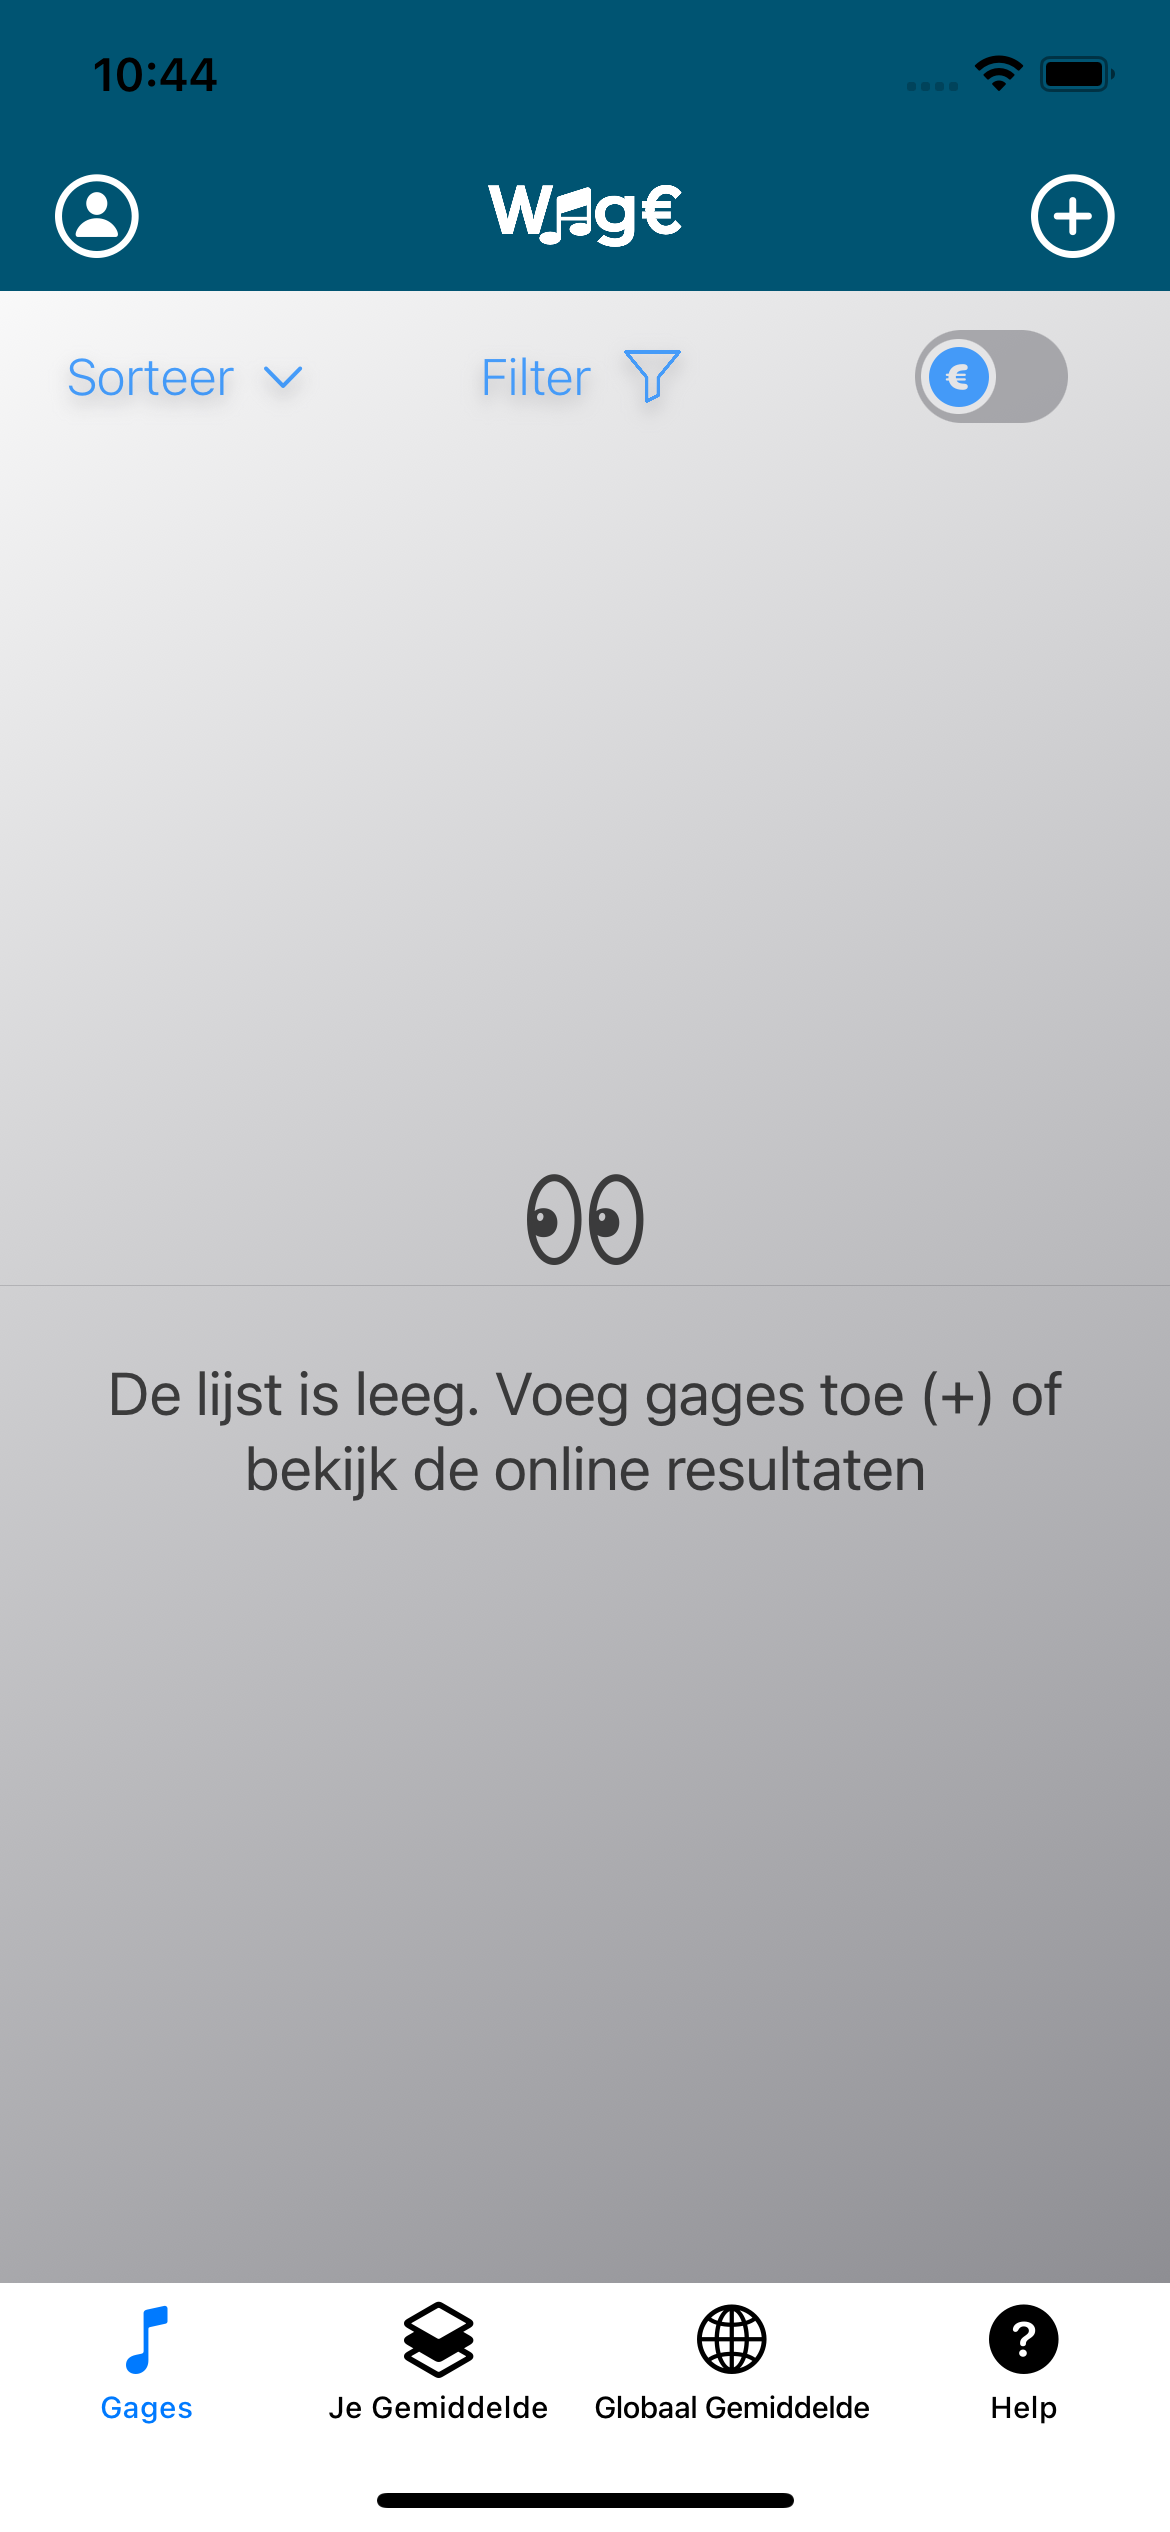 10:44
Wag€
Sorteer
Filter
€
De lijst is leeg. Voeg gages toe (+) of
bekijk de online resultaten
Gages
Je Gemiddelde
Globaal Gemiddelde
Help